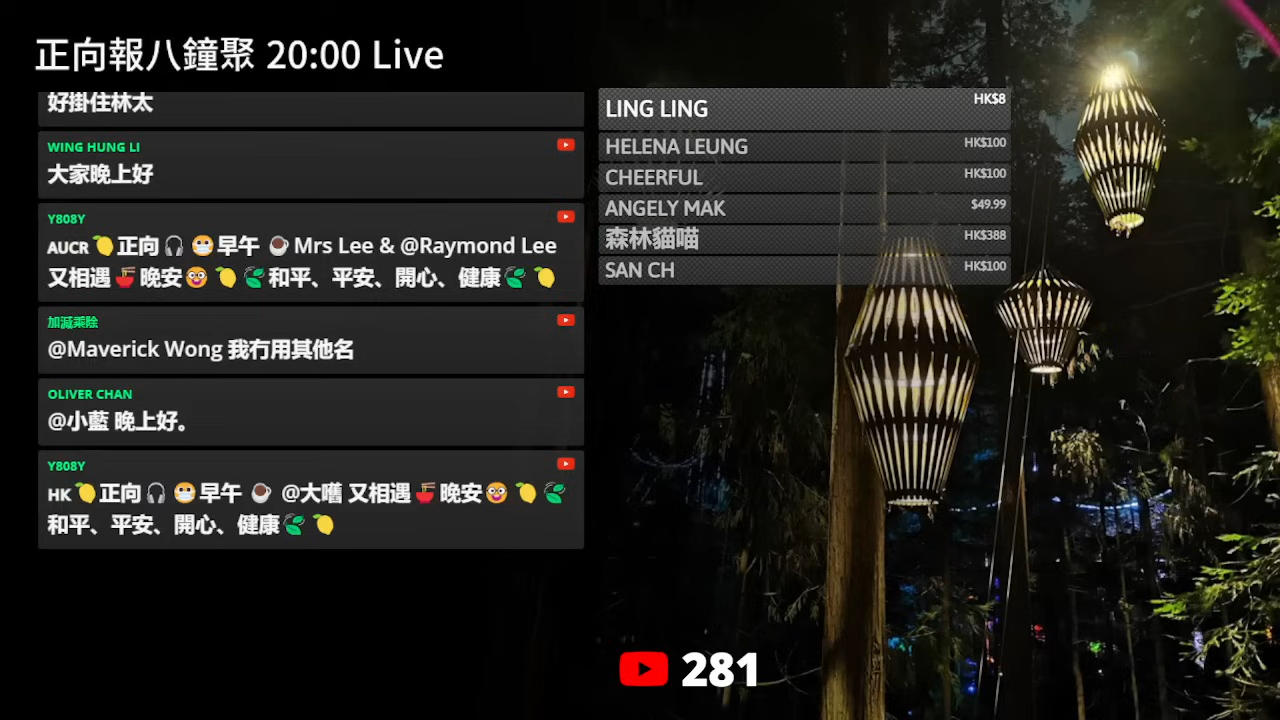 正向報八鐘聚 20:00 Live
好掛住林太
WING HUNG LI
大家晚上好
Y808Y
AUCR🍋正向🎧😷早午☕Mrs Lee & @Raymond Lee
又相遇🍜晚安🤡🍋🍃和平、平安、開心、健康🍃🍋
加減乘除
@Maverick Wong 我冇用其他名
OLIVER CHAN
@小藍 晚上好。
Y808Y
HK🍋正向🎧😷早午☕ @大嚿 又相遇🍜晚安🤡🍋🍃
和平、平安、開心、健康🍃🍋
LING LING HK$8
HELENA LEUNG HK$100
CHEERFUL HK$100
ANGELY MAK $49.99
森林貓喵 HK$388
SAN CH HK$100
281